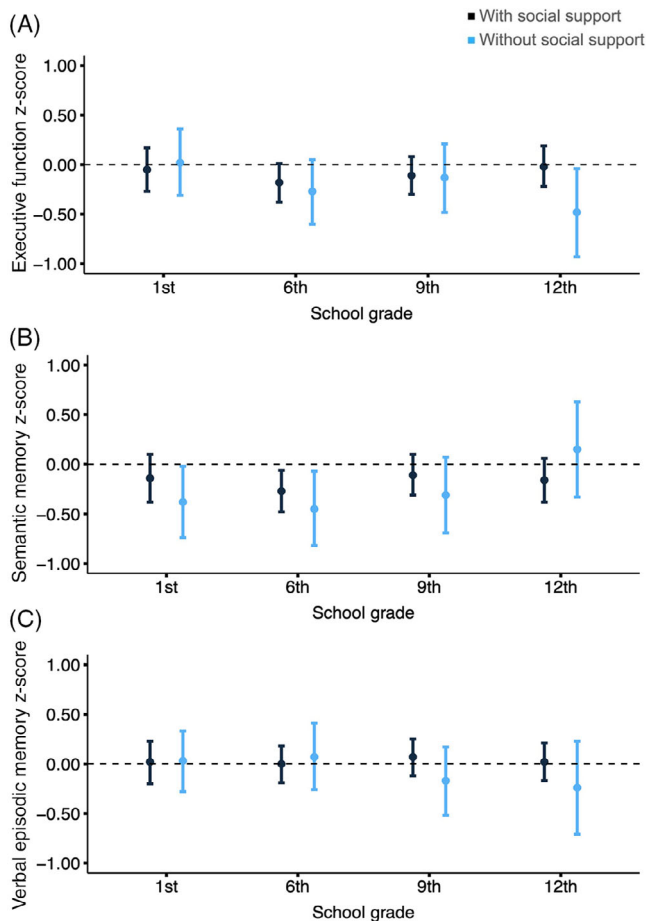 (A)
With social support
Without social support
Executive function z-score
1.00
0.50
0.00
−0.50
−1.00
1st 6th 9th 12th
School grade
(B)
Semantic memory z-score
1.00
0.50
0.00
−0.50
−1.00
1st 6th 9th 12th
School grade
(C)
Verbal episodic memory z-score
1.00
0.50
0.00
−0.50
−1.00
1st 6th 9th 12th
School grade